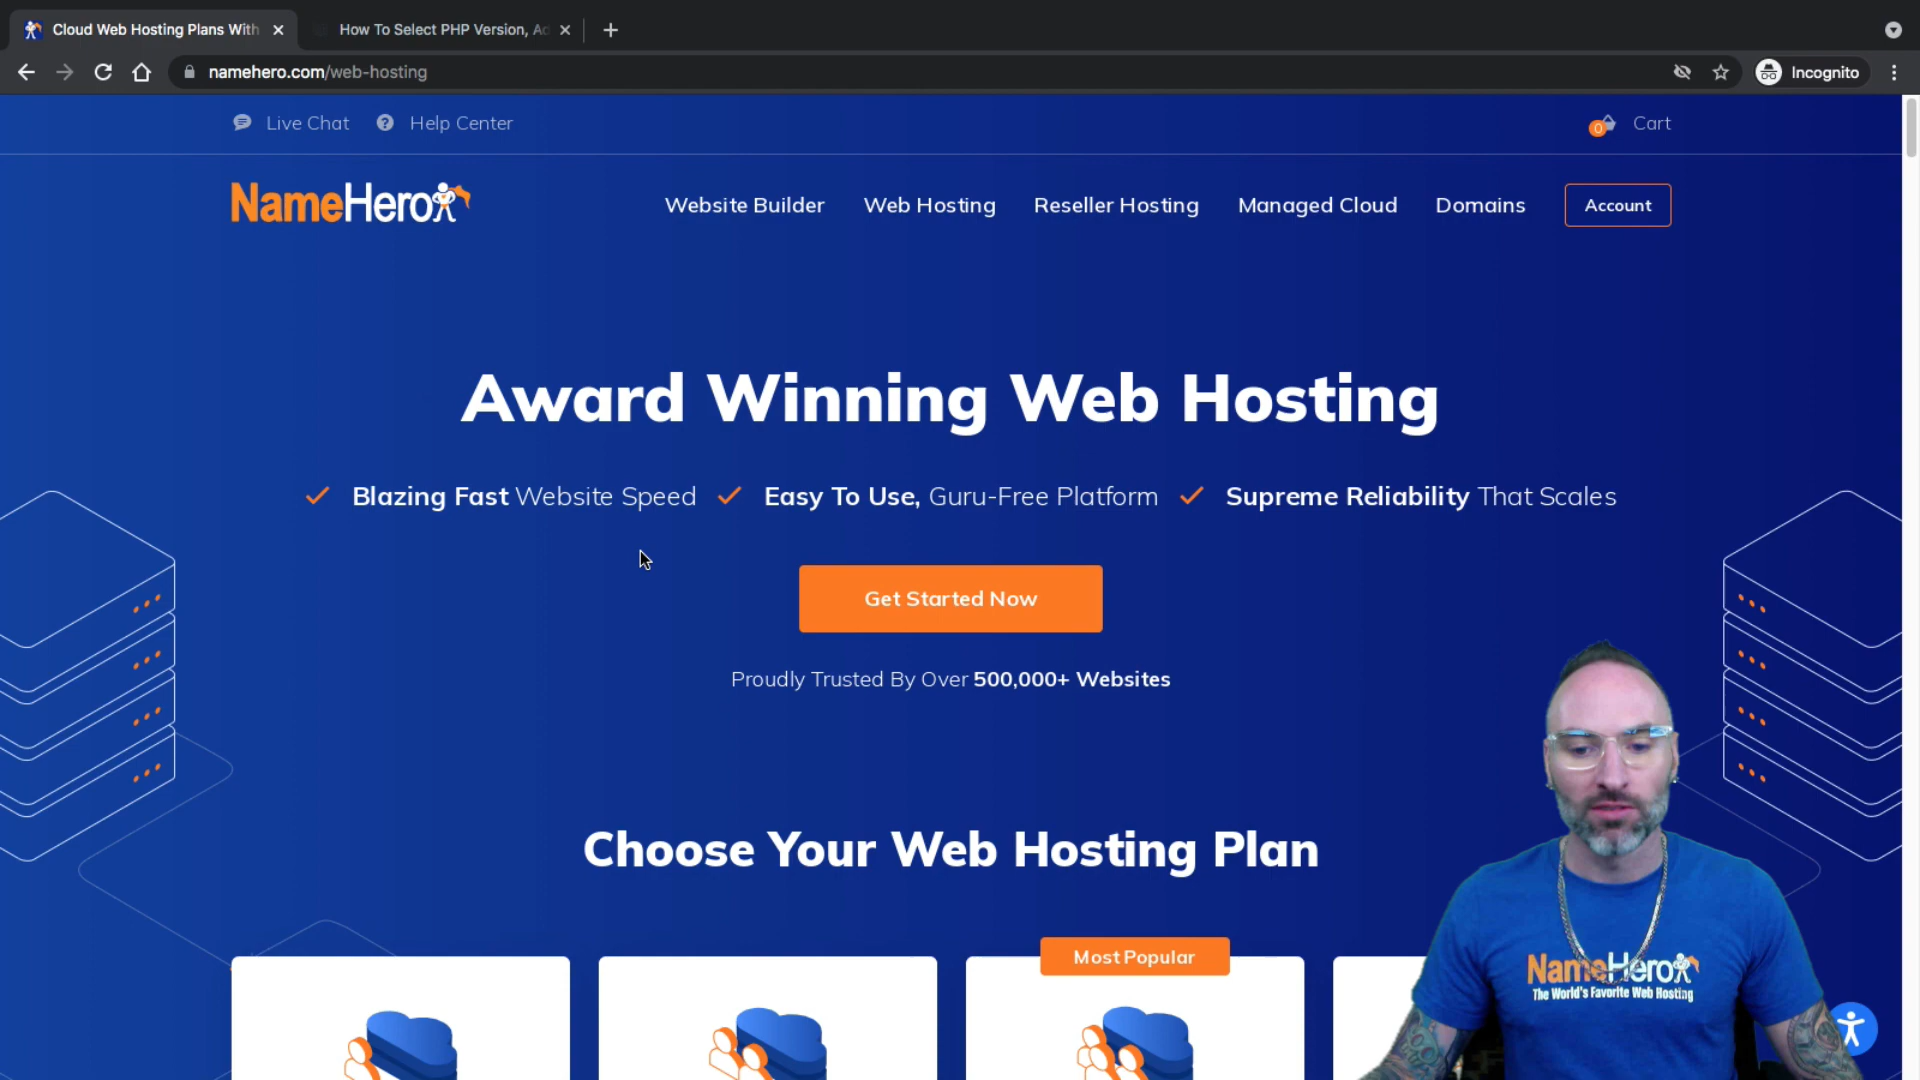 Cloud Web Hosting Plans With
How To Select PHP Version, Ad
namehero.com/web-hosting
Incognito
Live Chat
Help Center
0
Cart
NameHero
Website Builder
Web Hosting
Reseller Hosting
Managed Cloud
Domains
Account
Award Winning Web Hosting
Blazing Fast Website Speed
Easy To Use, Guru-Free Platform
Supreme Reliability That Scales
Get Started Now
Proudly Trusted By Over 500,000+ Websites
Choose Your Web Hosting Plan
Most Popular
NameHero
The World's Favorite Web Hosting